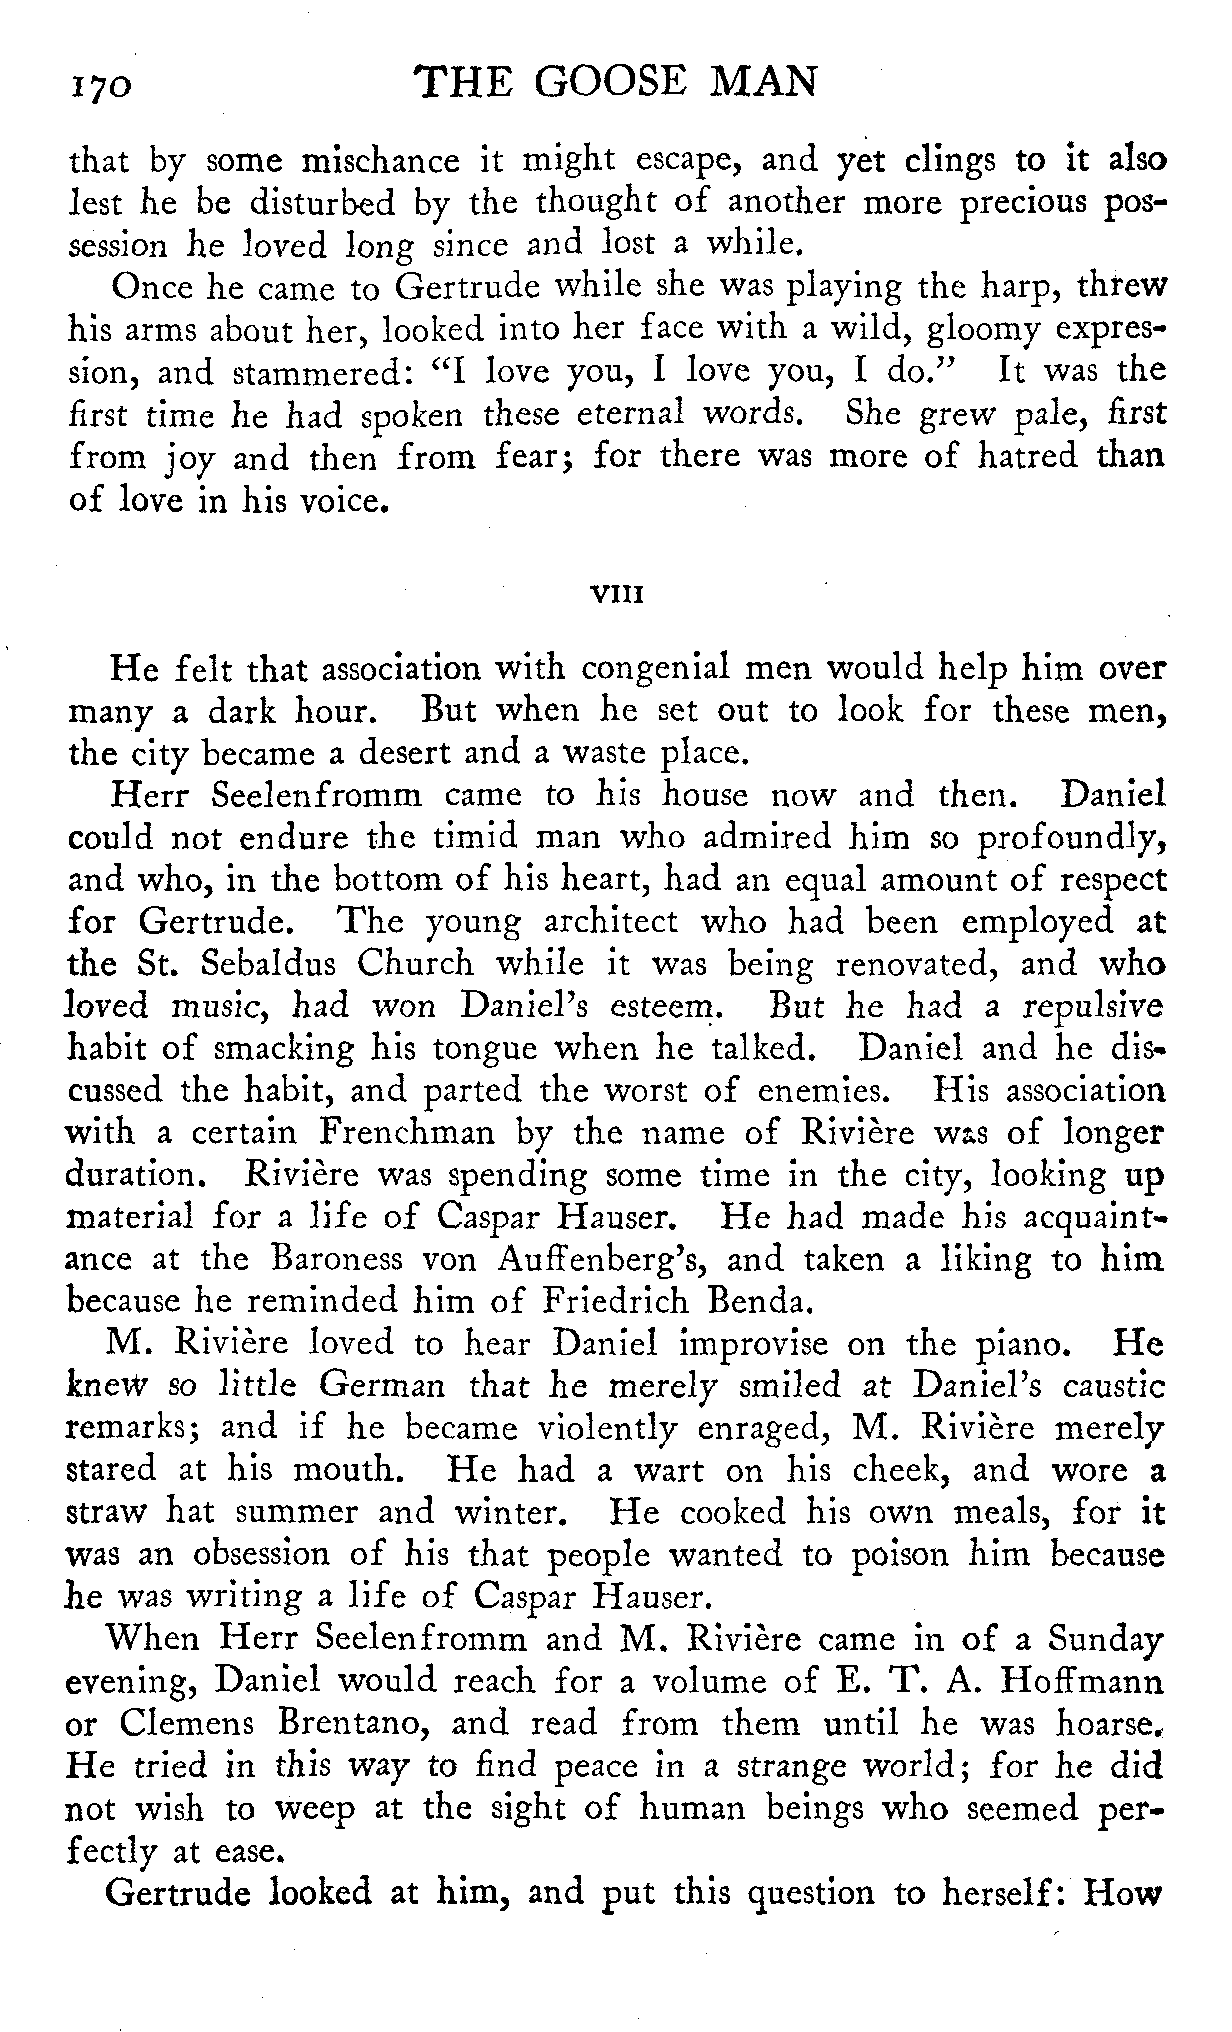 170 THE GOOSE MAN
that by some mischance it might escape, and yet clings to it also
lest he be disturbed by the thought of another more precious pos-
session he loved long since and lost a while.
Once he came to Gertrude while she was playing the harp, threw
his arms about her, looked into her face with a wild, gloomy expres-
sion, and stammered: “I love you, I love you, I do.” It was the
first time he had spoken these eternal words. She grew pale, first
from joy and then from fear; for there was more of hatred than
of love in his voice.
VIII
He felt that association with congenial men would help him over
many a dark hour. But when he set out to look for these men,
the city became a desert and a waste place.
Herr Seelenfromm came to his house now and then. Daniel
could not endure the timid man who admired him so profoundly,
and who, in the bottom of his heart, had an equal amount of respect
for Gertrude. The young architect who had been employed at
the St. Sebaldus Church while it was being renovated, and who
loved music, had won Daniel’s esteem. But he had a repulsive
habit of smacking his tongue when he talked. Daniel and he dis-
cussed the habit, and parted the worst of enemies. His association
with a certain Frenchman by the name of Rivière was of longer
duration. Rivière was spending some time in the city, looking up
material for a life of Caspar Hauser. He had made his acquaint-
ance at the Baroness von Auffenberg’s, and taken a liking to him
because he reminded him of Friedrich Benda.
M. Rivière loved to hear Daniel improvise on the piano. He
knew so little German that he merely smiled at Daniel’s caustic
remarks; and if he became violently enraged, M. Rivière merely
stared at his mouth. He had a wart on his cheek, and wore a
straw hat summer and winter. He cooked his own meals, for it
was an obsession of his that people wanted to poison him because
he was writing a life of Caspar Hauser.
When Herr Seelenfromm and M. Rivière came in of a Sunday
evening, Daniel would reach for a volume of E. T. A. Hoffmann
or Clemens Brentano, and read from them until he was hoarse.
He tried in this way to find peace in a strange world; for he did
not wish to weep at the sight of human beings who seemed per-
fectly at ease.
Gertrude looked at him, and put this question to herself: How